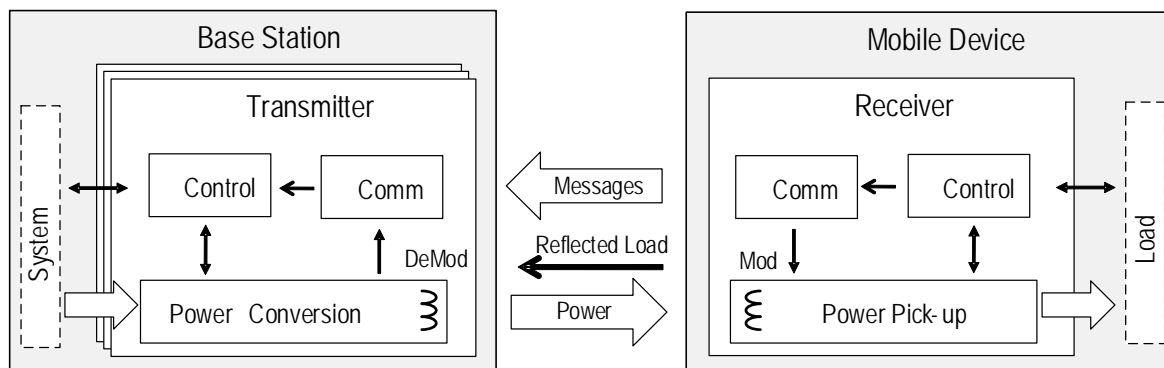 Base Station
Mobile Device
Transmitter
Receiver
System
Control
Comm
Messages
Comm
Control
Load
DeMod
Reflected Load
Mod
Power Conversion
Power
Power Pick-up